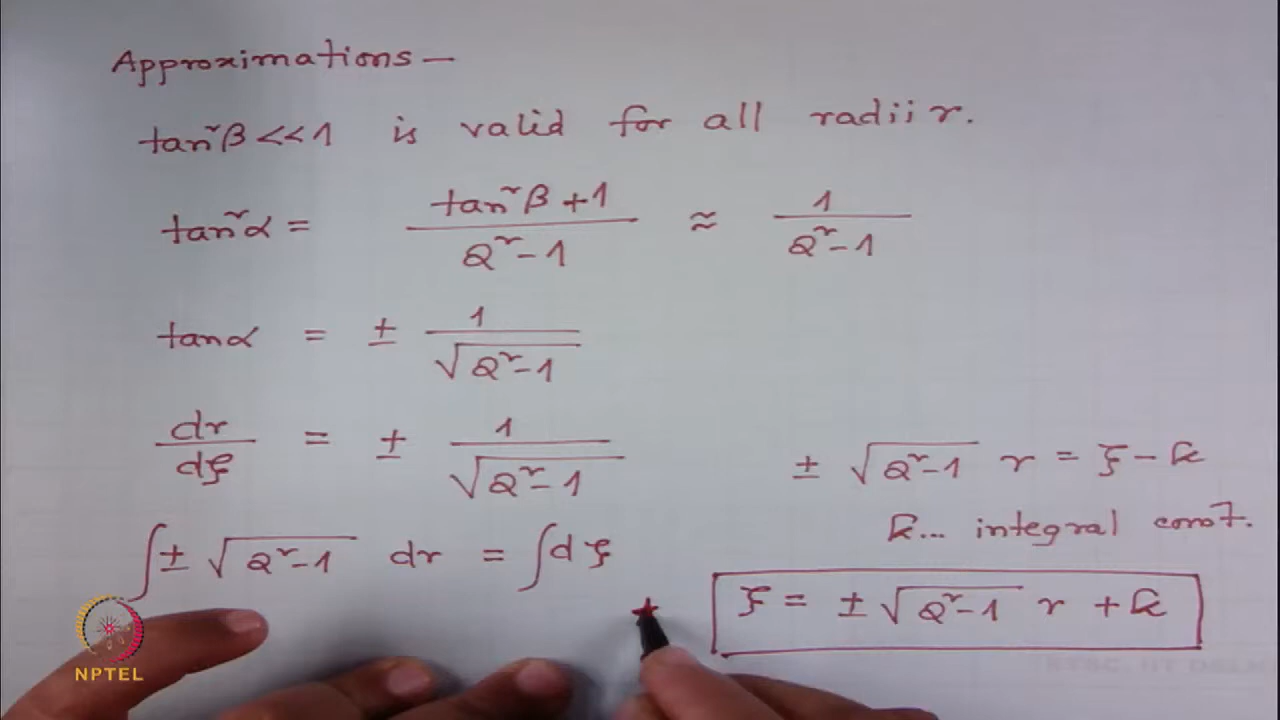 Approximations —
tan²β << 1 is valid for all radii r.
tan²α = (tan²β + 1) / (Q² - 1) ≈ 1 / (Q² - 1)
tanα = ± 1 / √(Q² - 1)
dr / dξ = ± 1 / √(Q² - 1)
∫ ± √(Q² - 1) dr = ∫ dξ
± √(Q² - 1) r = ξ - k
k... integral const.
ξ = ± √(Q² - 1) r + k
NPTEL